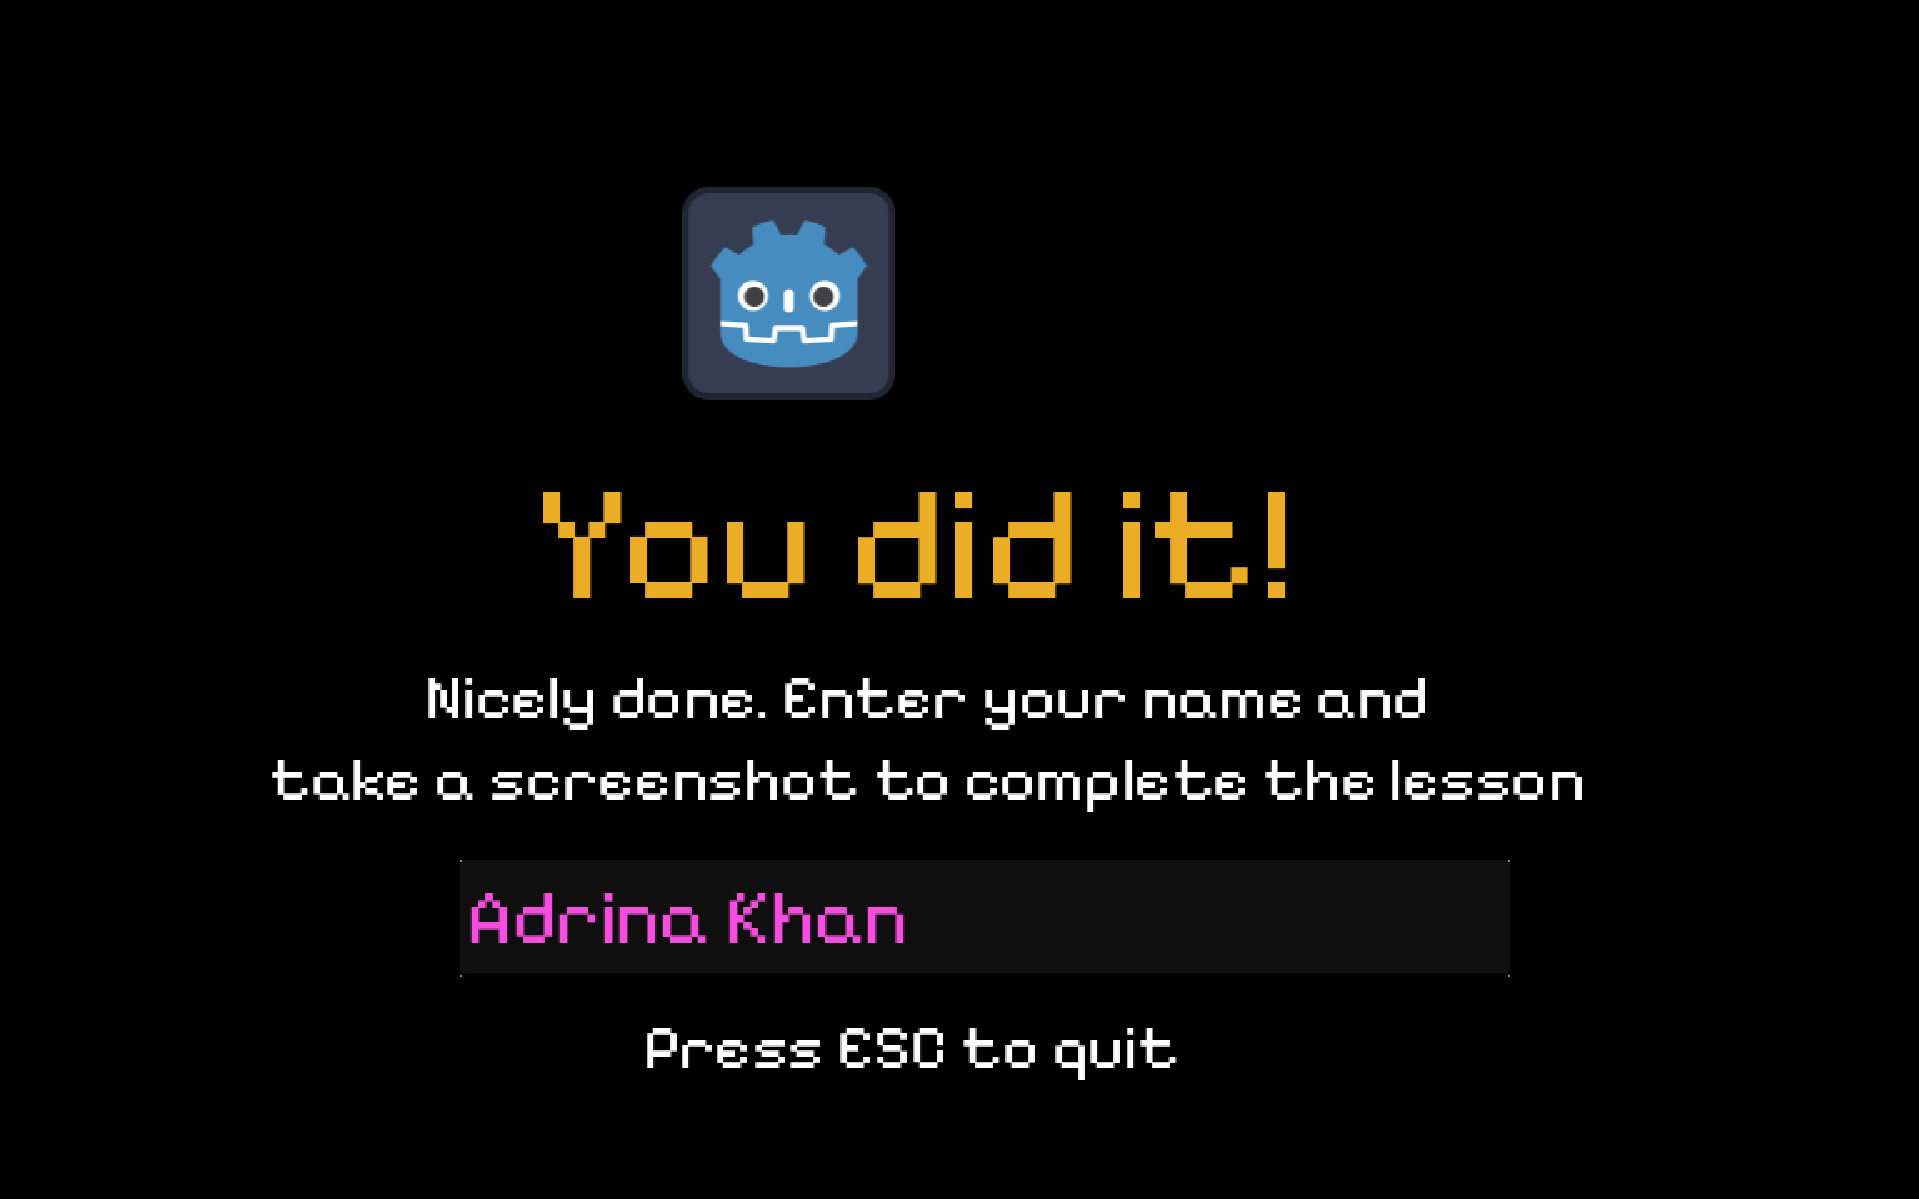 You did it!
Nicely done. Enter your name and
take a screenshot to complete the lesson
Adrina Khan
Press ESC to quit